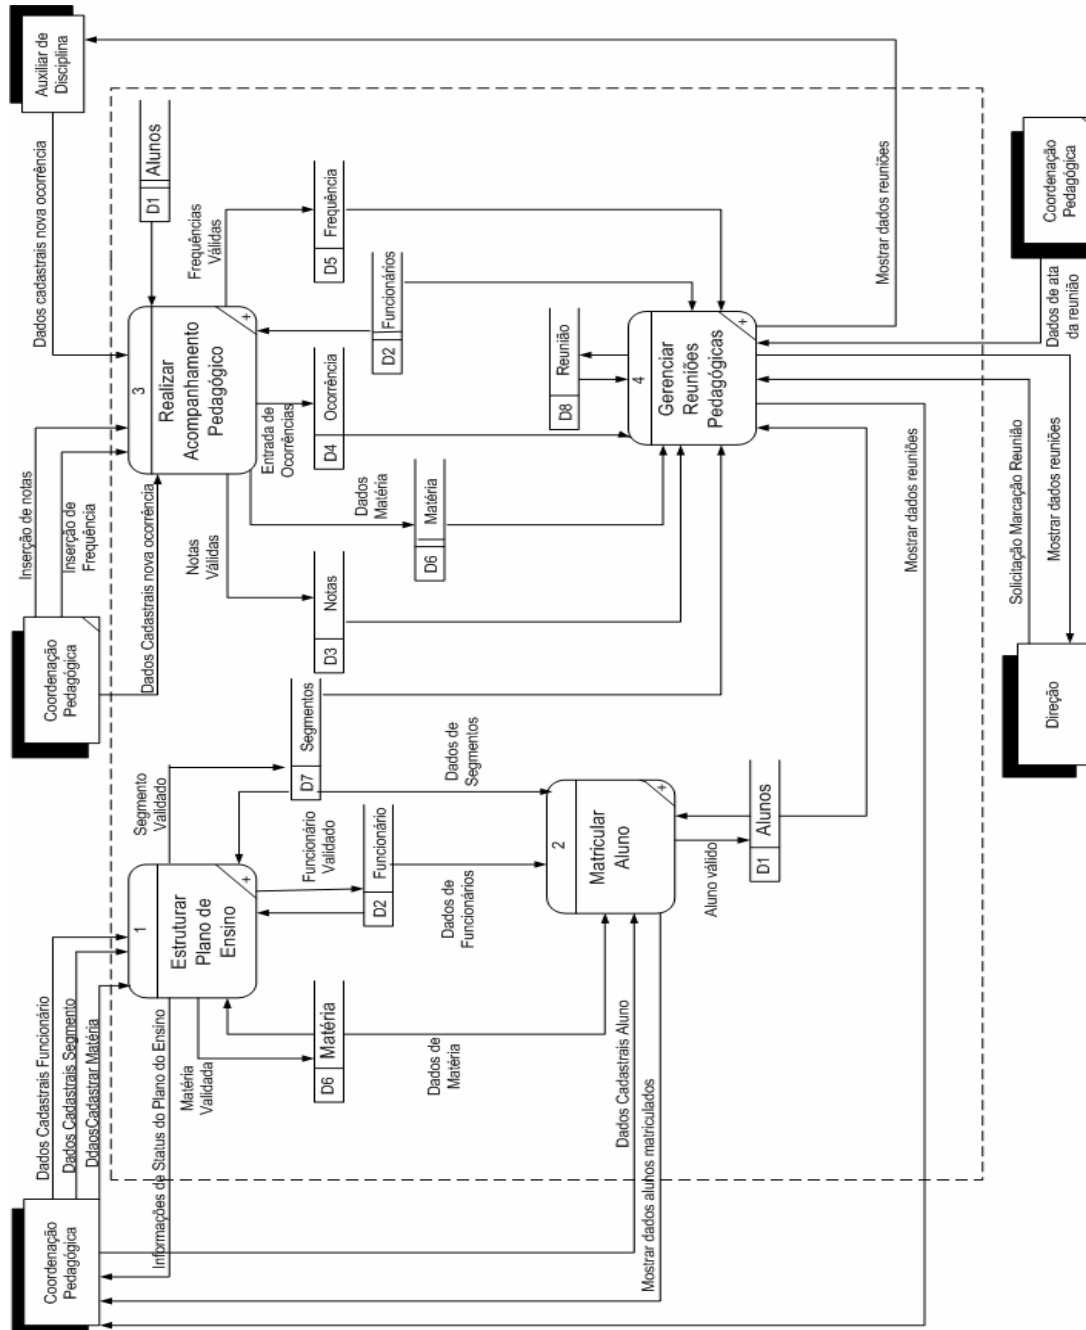 Coordenação
Pedagógica
Dados Cadastrais Funcionário
Dados Cadastrais Segmento
DdaosCadastrar Matéria
Informações de Status do Plano do Ensino
1
Estruturar
Plano de
Ensino
+
Segmento
Validado
Matéria
Validada
Funcionário
Validado
D7
Segmentos
D2
Funcionário
D6
Matéria
Dados de
Segmentos
Dados de
Funcionários
Dados de
Matéria
2
Matricular
Aluno
+
Dados Cadastrais Aluno
Mostrar dados alunos matriculados
Aluno válido
D1
Alunos
Coordenação
Pedagógica
Inserção de notas
Inserção de
Frequência
Dados Cadastrais nova ocorrência
Auxiliar de
Disciplina
Dados cadastrais nova ocorrência
D1
Alunos
3
Realizar
Acompanhamento
Pedagógico
+
Frequências
Válidas
Entrada de
Ocorrências
Notas
Válidas
Dados
Matéria
D5
Frequência
D2
Funcionários
D4
Ocorrência
D6
Matéria
D3
Notas
D8
Reunião
4
Gerenciar
Reuniões
Pedagógicas
+
Mostrar dados reuniões
Mostrar dados reuniões
Solicitação Marcação Reunião
Mostrar dados reuniões
Dados de ata
da reunião
Coordenação
Pedagógica
Direção